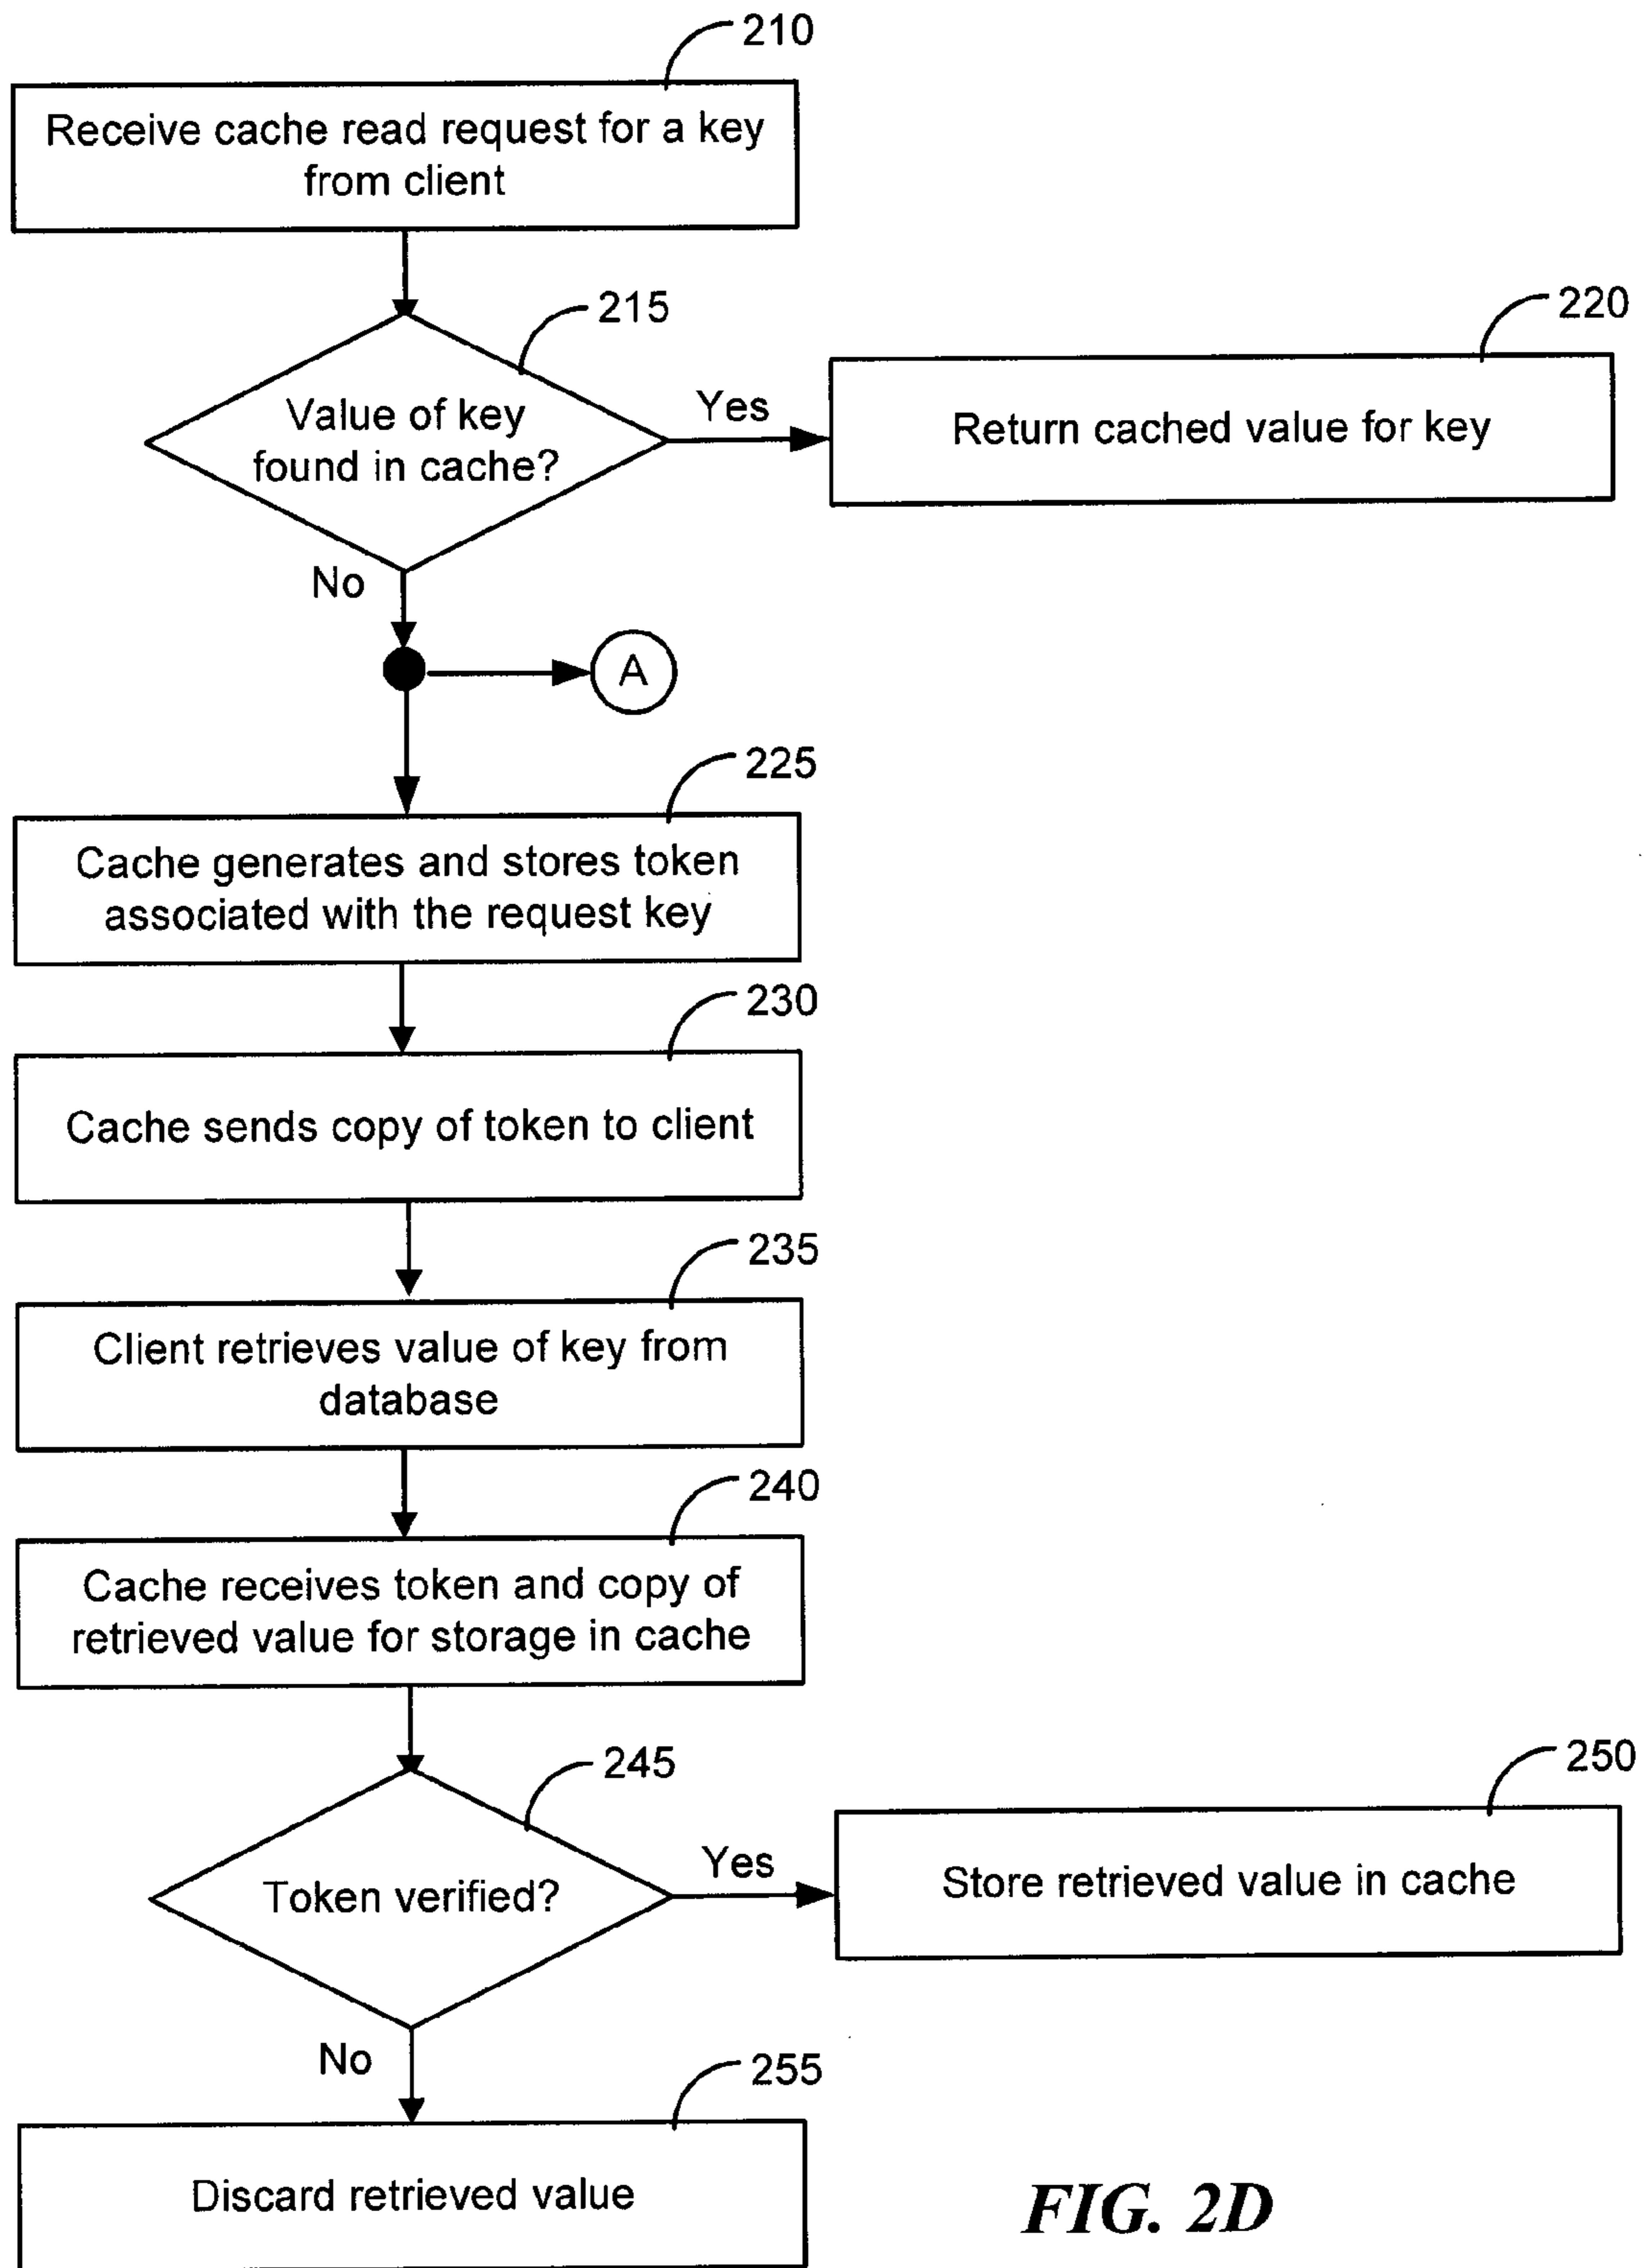 210
Receive cache read request for a key
from client
215
Value of key
found in cache?
Yes
220
Return cached value for key
No
A
225
Cache generates and stores token
associated with the request key
230
Cache sends copy of token to client
235
Client retrieves value of key from
database
240
Cache receives token and copy of
retrieved value for storage in cache
245
Token verified?
Yes
250
Store retrieved value in cache
No
255
Discard retrieved value
FIG. 2D